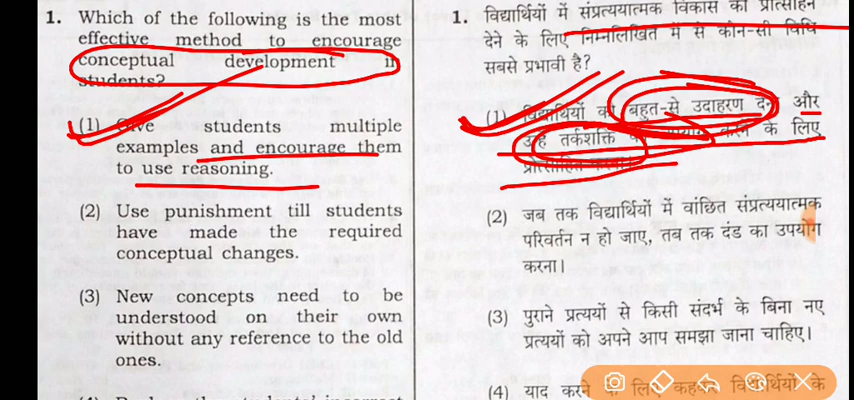 1. Which of the following is the most
effective method to encourage
conceptual development in
students?
(1) Give students multiple
examples and encourage them
to use reasoning.
(2) Use punishment till students
have made the required
conceptual changes.
(3) New concepts need to be
understood on their own
without any reference to the old
ones.
1. विद्यार्थियों में संप्रत्ययात्मक विकास को प्रोत्साहन
देने के लिए निम्नलिखित में से कौन-सी विधि
सबसे प्रभावी है?
(1) विद्यार्थियों को बहुत-से उदाहरण देना और
उन्हें तर्कशक्ति का करने के लिए
प्रोत्साहित करना।
(2) जब तक विद्यार्थियों में वांछित संप्रत्ययात्मक
परिवर्तन न हो जाए, तब तक दंड का उपयोग
करना।
(3) पुराने प्रत्ययों से किसी संदर्भ के बिना नए
प्रत्ययों को अपने आप समझा जाना चाहिए।
(4) याद करने के लिए विद्यार्थियों के